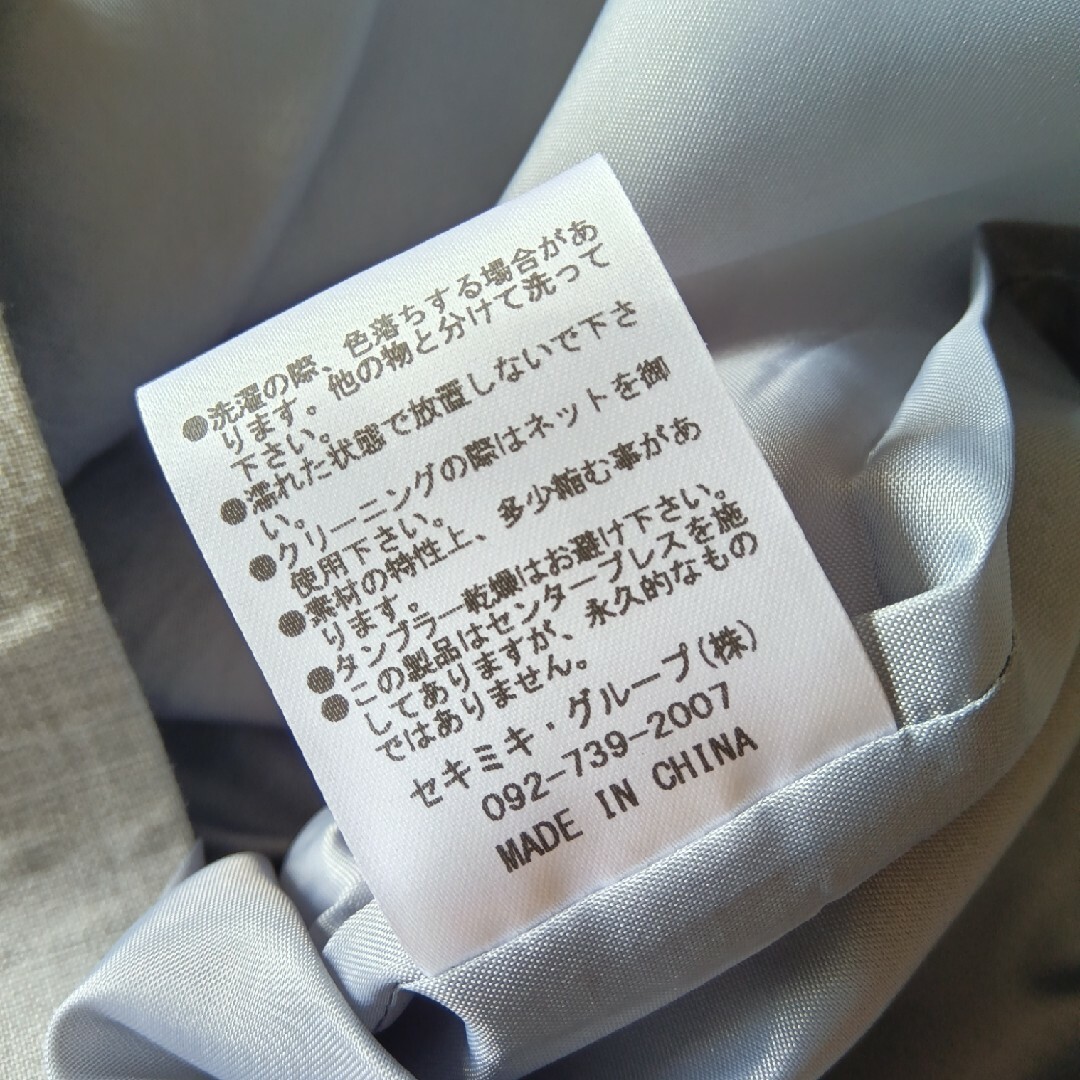 ●洗濯の際、色落ちする場合があ
ります。他の物と分けて洗って
下さい。
●濡れた状態で放置しないで下さ
い。
●クリーニングの際はネットを御
使用下さい。
●素材の特性上、多少縮む事があ
ります。
●タンブラー乾燥はお避け下さい。
●この製品はセンタープレスを施
してありますが、永久的なもの
ではありません。
セキミキ・グループ(株)
092-739-2007
MADE IN CHINA